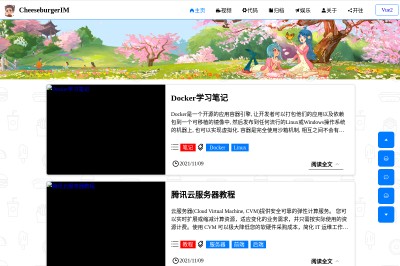 CheeseburgerIM
主页 视频 代码 归档 娱乐 关于 开往 Vue2
Docker学习笔记
Docker是一个开源的应用容器引擎, 让开发者可以打包他们的应用以及依赖
包到一个可移植的镜像中, 然后发布到任何流行的Linux或Windows操作系统
的机器上, 也可以实现虚拟化, 容器是完全使用沙箱机制, 相互之间不会有...
笔记 Docker Linux
2021/11/09 阅读全文
腾讯云服务器教程
云服务器(Cloud Virtual Machine, CVM)提供安全可靠的弹性计算服务。 您可
以实时扩展或缩减计算资源, 适应变化的业务需求, 并只需按实际使用的资
源计费。使用 CVM 可以极大降低您的软硬件采购成本, 简化 IT 运维工作...
教程 服务器 前端 后端
2021/11/09 阅读全文